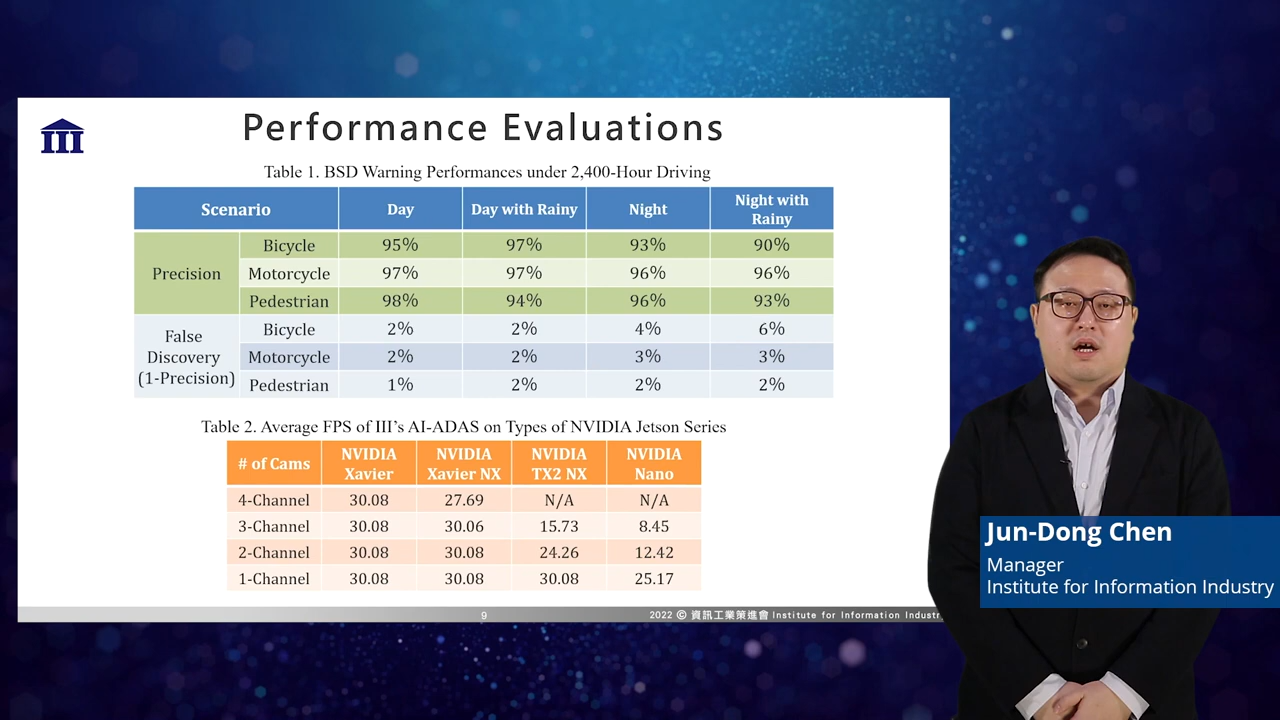 Performance Evaluations
Table 1. BSD Warning Performances under 2,400-Hour Driving
Scenario Day Day with Rainy Night Night with Rainy
Precision Bicycle 95% 97% 93% 90%
Motorcycle 97% 97% 96% 96%
Pedestrian 98% 94% 96% 93%
False Discovery (1-Precision) Bicycle 2% 2% 4% 6%
Motorcycle 2% 2% 3% 3%
Pedestrian 1% 2% 2% 2%
Table 2. Average FPS of III's AI-ADAS on Types of NVIDIA Jetson Series
# of Cams NVIDIA Xavier NVIDIA Xavier NX NVIDIA TX2 NX NVIDIA Nano
4-Channel 30.08 27.69 N/A N/A
3-Channel 30.08 30.06 15.73 8.45
2-Channel 30.08 30.08 24.26 12.42
1-Channel 30.08 30.08 30.08 25.17
9
2022 © 資訊工業策進會 Institute for Information Industr
Jun-Dong Chen
Manager
Institute for Information Industry